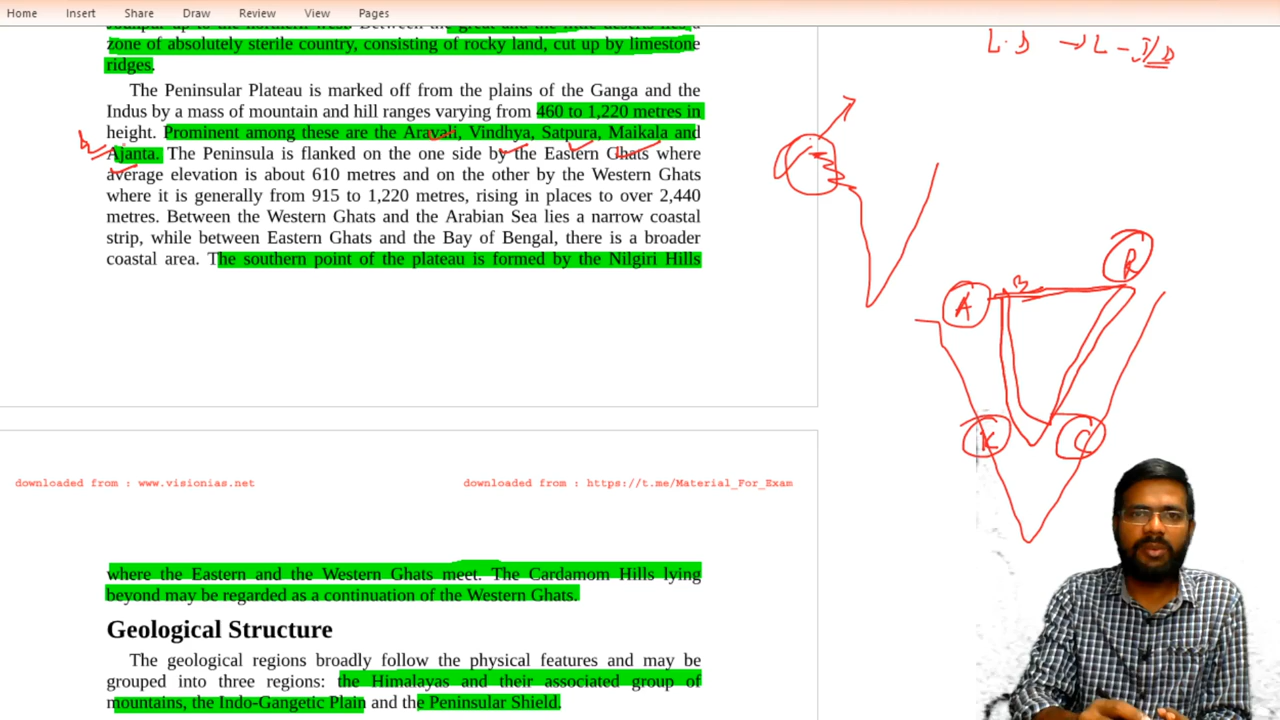 Home Insert Share Draw Review View Pages
zone of absolutely sterile country, consisting of rocky land, cut up by limestone
ridges.
The Peninsular Plateau is marked off from the plains of the Ganga and the
Indus by a mass of mountain and hill ranges varying from 460 to 1,220 metres in
height. Prominent among these are the Aravali, Vindhya, Satpura, Maikala and
Ajanta. The Peninsula is flanked on the one side by the Eastern Ghats where
average elevation is about 610 metres and on the other by the Western Ghats
where it is generally from 915 to 1,220 metres, rising in places to over 2,440
metres. Between the Western Ghats and the Arabian Sea lies a narrow coastal
strip, while between Eastern Ghats and the Bay of Bengal, there is a broader
coastal area. The southern point of the plateau is formed by the Nilgiri Hills
A
R
K
C
downloaded from : www.visionias.net
downloaded from : https://t.me/Material_For_Exam
where the Eastern and the Western Ghats meet. The Cardamom Hills lying
beyond may be regarded as a continuation of the Western Ghats.
Geological Structure
The geological regions broadly follow the physical features and may be
grouped into three regions: the Himalayas and their associated group of
mountains, the Indo-Gangetic Plain and the Peninsular Shield.